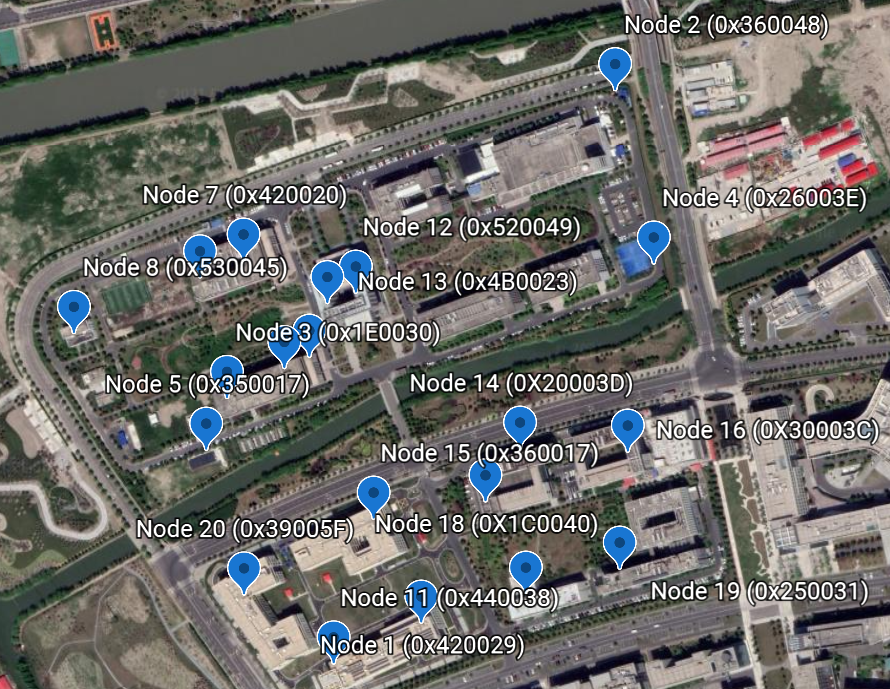 Node 2 (0x360048)
Node 7 (0x420020)
Node 4 (0x26003E)
Node 12 (0x520049)
Node 8 (0x530045)
Node 13 (0x4B0023)
Node 3 (0x1E0030)
Node 5 (0x350017)
Node 14 (0X20003D)
Node 16 (0X30003C)
Node 15 (0x360017)
Node 18 (0X1C0040)
Node 20 (0x39005F)
Node 19 (0x250031)
Node 11 (0x440038)
Node 1 (0x420029)